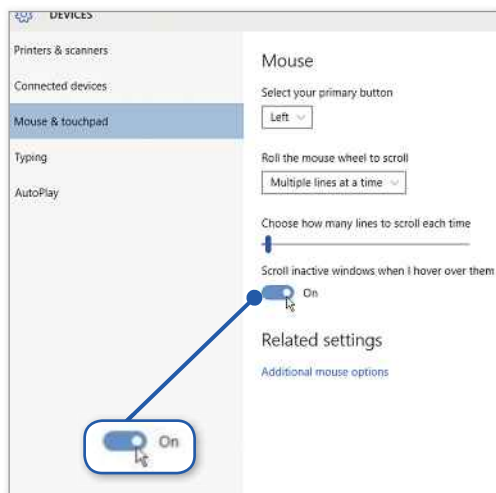 DEVICES
Printers & scanners
Connected devices
Mouse & touchpad
Typing
AutoPlay
Mouse
Select your primary button
Left
Roll the mouse wheel to scroll
Multiple lines at a time
Choose how many lines to scroll each time
Scroll inactive windows when I hover over them
On
Related settings
Additional mouse options
On